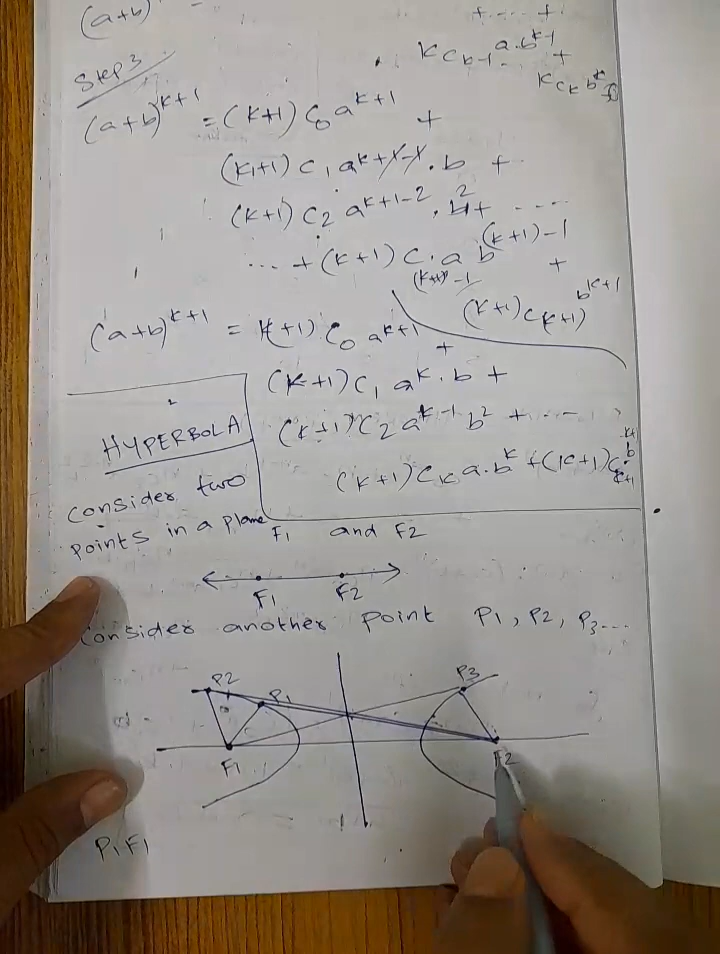 (a+b)
+ ..... +
K C k-1 a.b^k-1 +
Step 3
K C k b^k
(a+b)^k+1 = (k+1) C0 a^k+1 +
(k+1) C1 a^k+1-1 . b +
(k+1) C2 a^k+1-2 . b^2 + ....
... + (k+1) C (k+1)-1 . a b^(k+1)-1 +
(k+1) C (k+1) b^k+1
(a+b)^k+1 = (k+1) C0 a^k+1 +
(k+1) C1 a^k . b +
(k+1) C2 a^k-1 b^2 + ...
(k+1) Ck a.b^k + (k+1) C k+1 b^k+1
HYPERBOLA
Consider two
points in a plane F1 and F2
F1 F2
Consider another point P1, P2, P3...
P2 P1 P3
F1 F2
P1F1